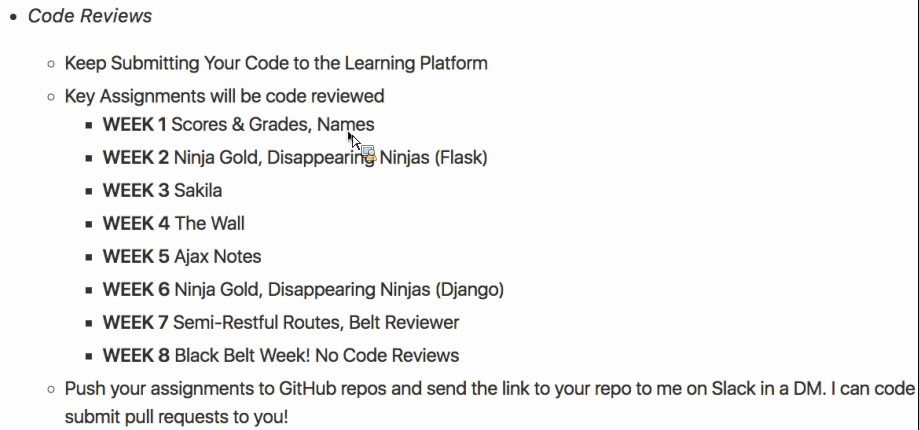 Code Reviews
Keep Submitting Your Code to the Learning Platform
Key Assignments will be code reviewed
WEEK 1 Scores & Grades, Names
WEEK 2 Ninja Gold, Disappearing Ninjas (Flask)
WEEK 3 Sakila
WEEK 4 The Wall
WEEK 5 Ajax Notes
WEEK 6 Ninja Gold, Disappearing Ninjas (Django)
WEEK 7 Semi-Restful Routes, Belt Reviewer
WEEK 8 Black Belt Week! No Code Reviews
Push your assignments to GitHub repos and send the link to your repo to me on Slack in a DM. I can code
submit pull requests to you!